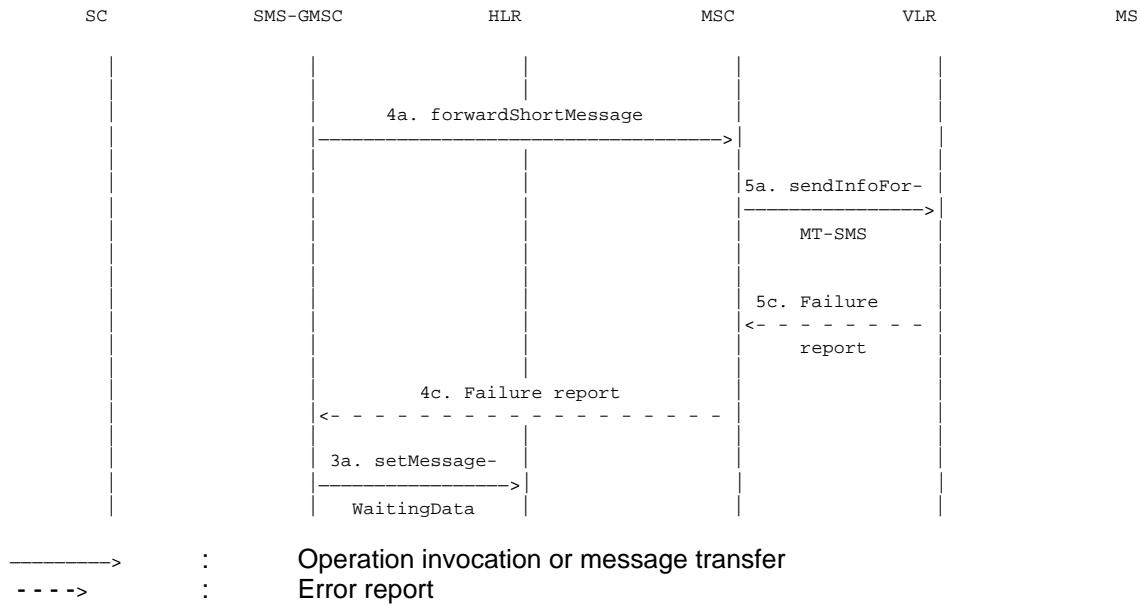 SC SMS-GMSC HLR MSC VLR MS
4a. forwardShortMessage
5a. sendInfoFor-
MT-SMS
5c. Failure
report
4c. Failure report
3a. setMessage-
WaitingData
: Operation invocation or message transfer
: Error report